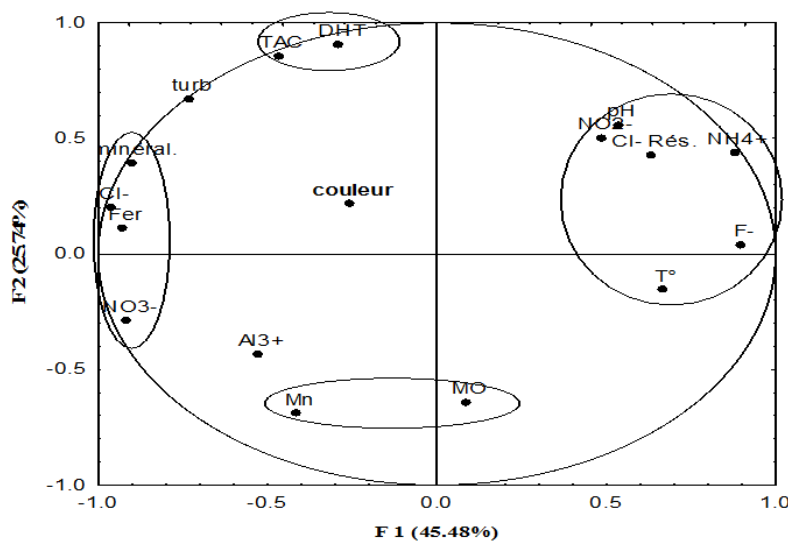 1.0
DHT
TAC
turb
0.5
pH
NO2-
NH4+
Cl- Rés.
minéral.
couleur
Cl-
Fer
F-
0.0
T°
NO3-
Al3+
-0.5
MO
Mn
-1.0
-1.0 -0.5 0.0 0.5 1.0
F 1 (45.48%)
F2 (2574%)